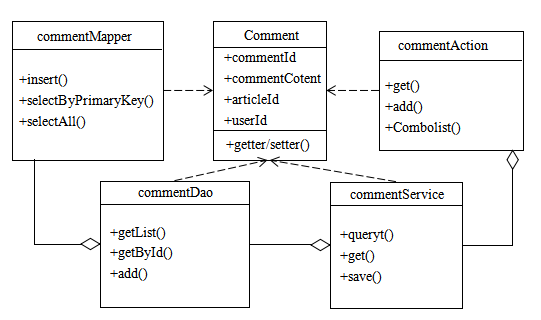 commentMapper
+insert()
+selectByPrimaryKey()
+selectAll()
Comment
+commentId
+commentCotent
+articleId
+userId
+getter/setter()
commentAction
+get()
+add()
+Combolist()
commentDao
+getList()
+getById()
+add()
commentService
+queryt()
+get()
+save()